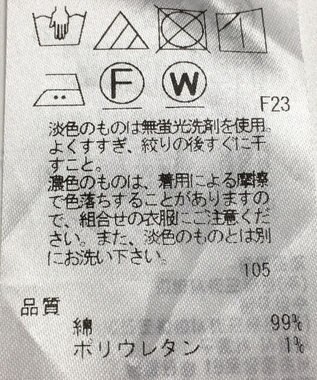 F
W
F23
淡色のものは無蛍光洗剤を使用。
よくすすぎ、絞りの後すぐに干
すこと。
濃色のものは、着用による摩擦
で色落ちすることがありますの
で、組合せの衣服にご注意くだ
さい。また、淡色のものとは別
にお洗い下さい。
105
品質
綿 99%
ポリウレタン 1%